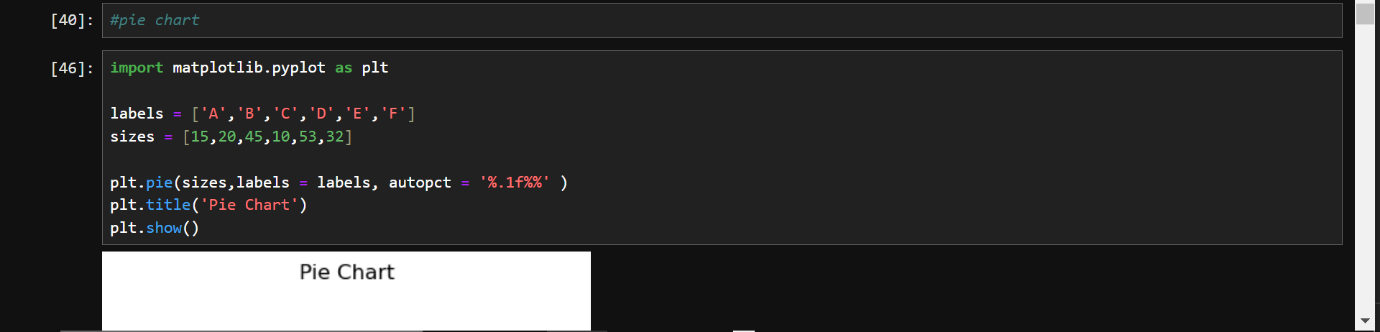 [40]: #pie chart
[46]: import matplotlib.pyplot as plt
labels = ['A','B','C','D','E','F']
sizes = [15,20,45,10,53,32]
plt.pie(sizes,labels = labels, autopct = '%.1f%%' )
plt.title('Pie Chart')
plt.show()
Pie Chart